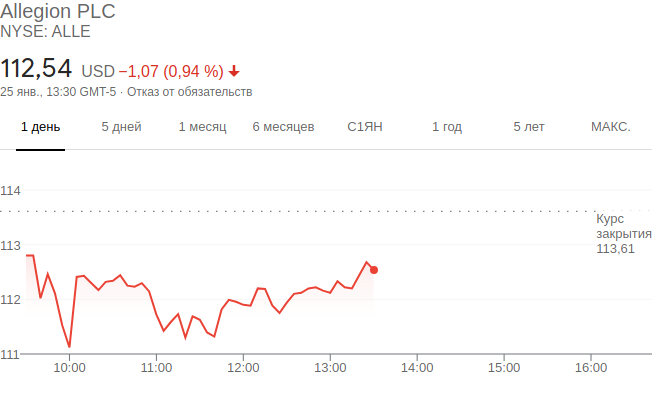 Allegion PLC
NYSE: ALLE
112,54 USD −1,07 (0,94 %)
25 янв., 13:30 GMT-5 · Отказ от обязательств
1 день 5 дней 1 месяц 6 месяцев С1ЯН 1 год 5 лет МАКС.
114
Курс
закрытия
113,61
113
112
111
10:00 11:00 12:00 13:00 14:00 15:00 16:00